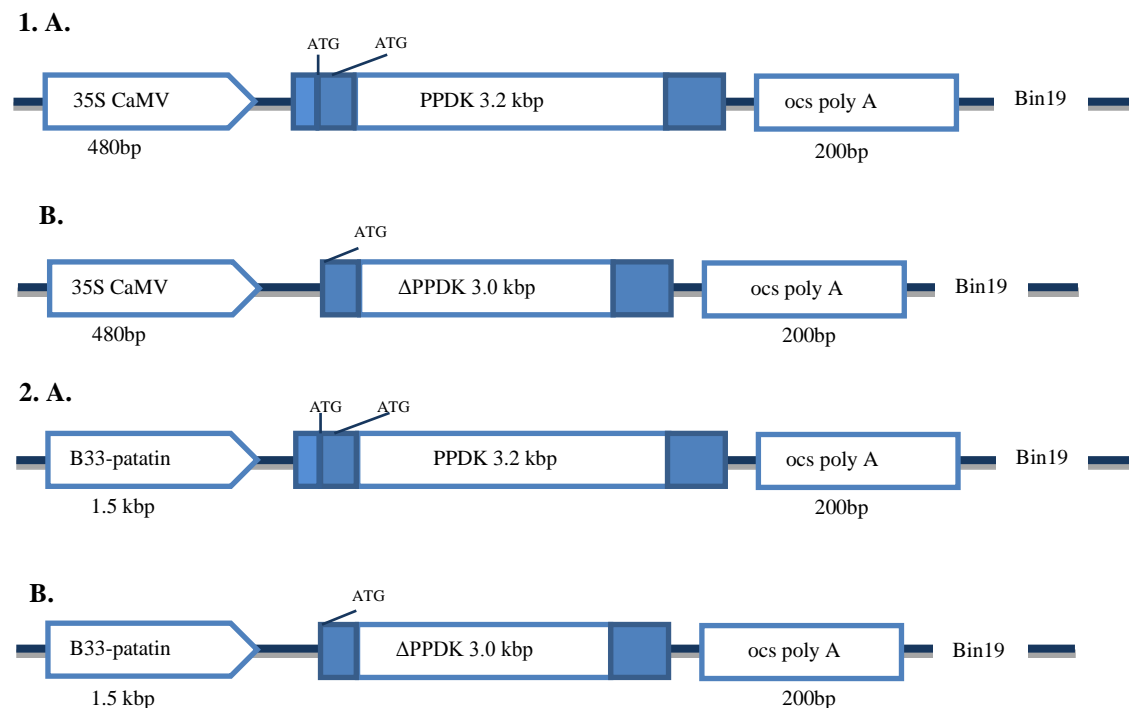 1. A.
ATG ATG
35S CaMV PPDK 3.2 kbp ocs poly A Bin19
480bp 200bp
B.
ATG
35S CaMV ΔPPDK 3.0 kbp ocs poly A Bin19
480bp 200bp
2. A.
ATG ATG
B33-patatin PPDK 3.2 kbp ocs poly A Bin19
1.5 kbp 200bp
B.
ATG
B33-patatin ΔPPDK 3.0 kbp ocs poly A Bin19
1.5 kbp 200bp